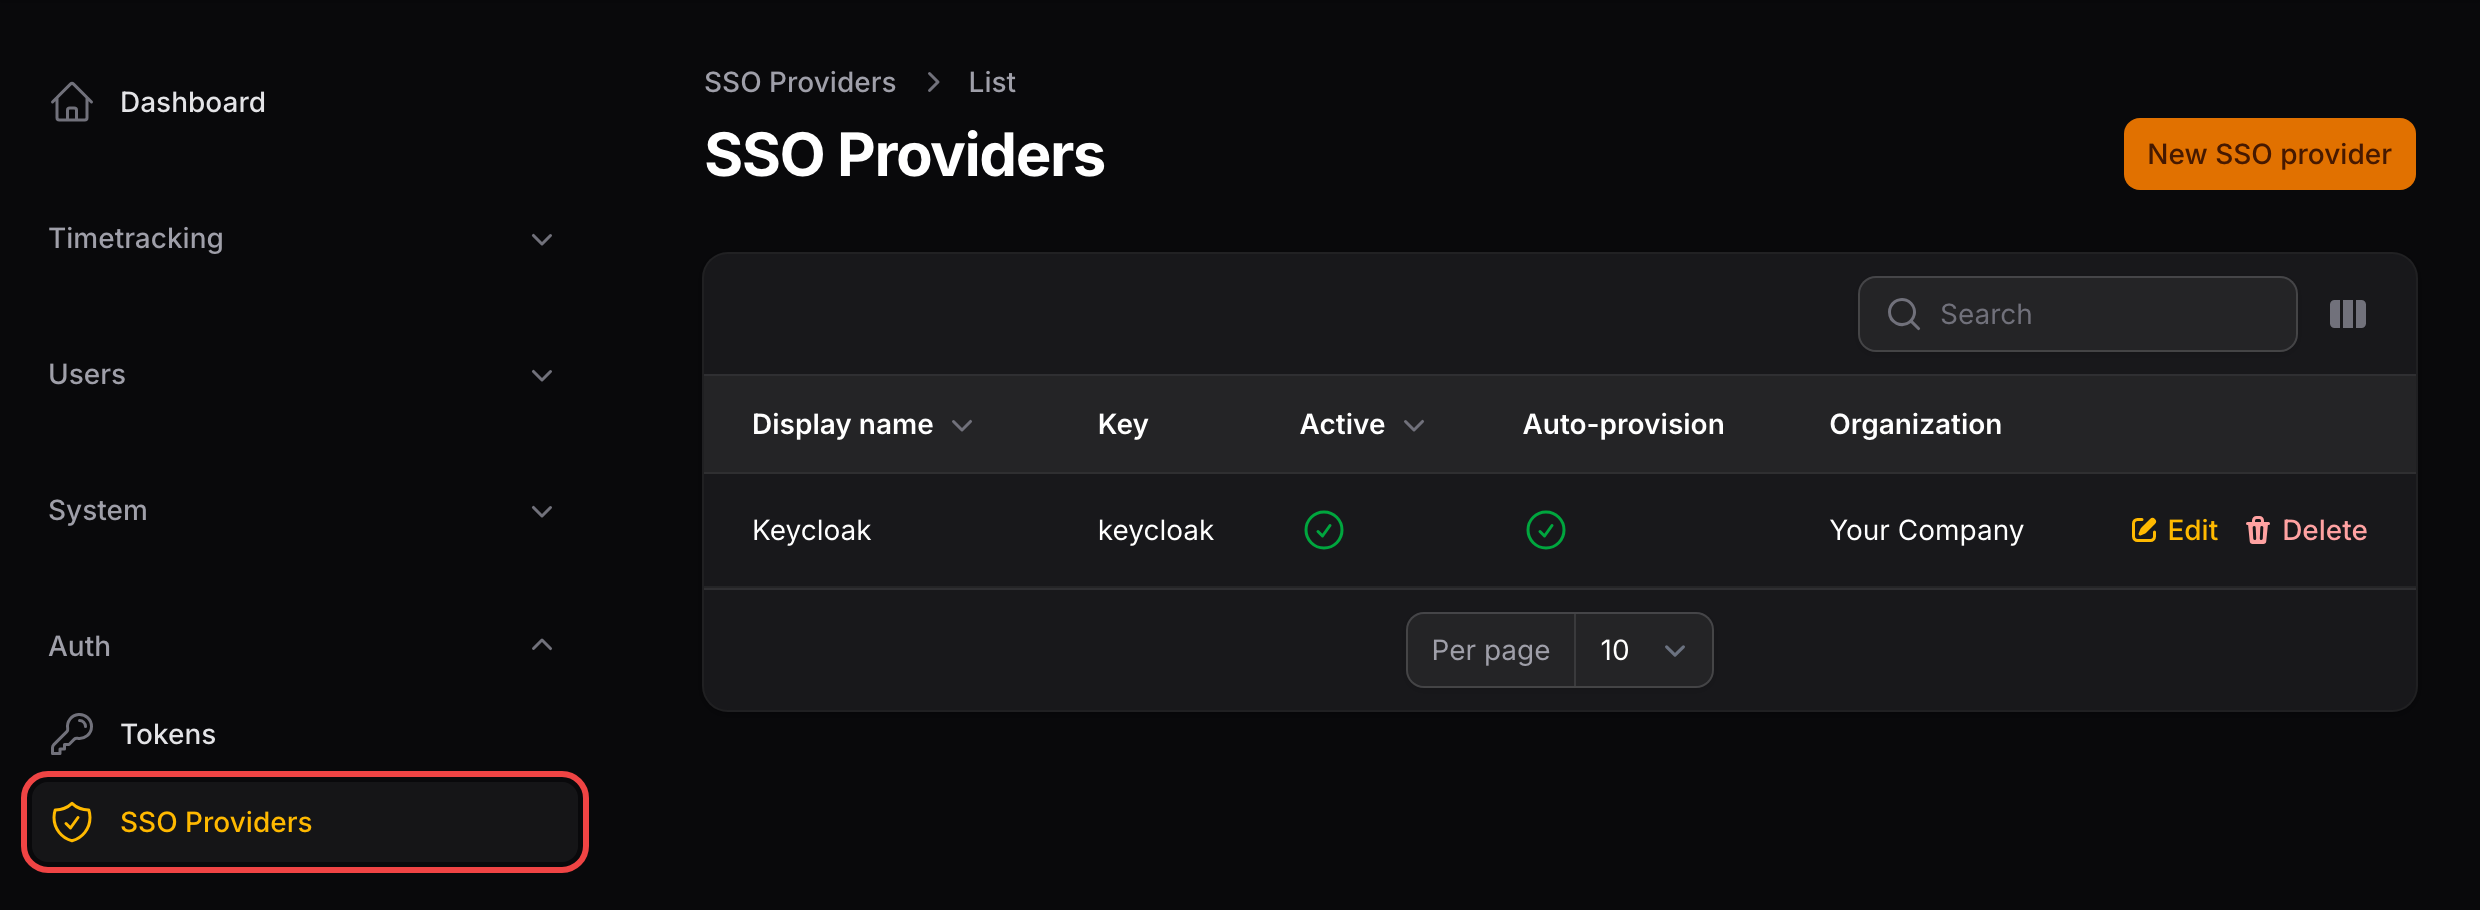 Dashboard
Timetracking
Users
System
Auth
Tokens
SSO Providers
SSO Providers > List
SSO Providers
New SSO provider
Search
Display name Key Active Auto-provision Organization
Keycloak keycloak Your Company Edit Delete
Per page 10